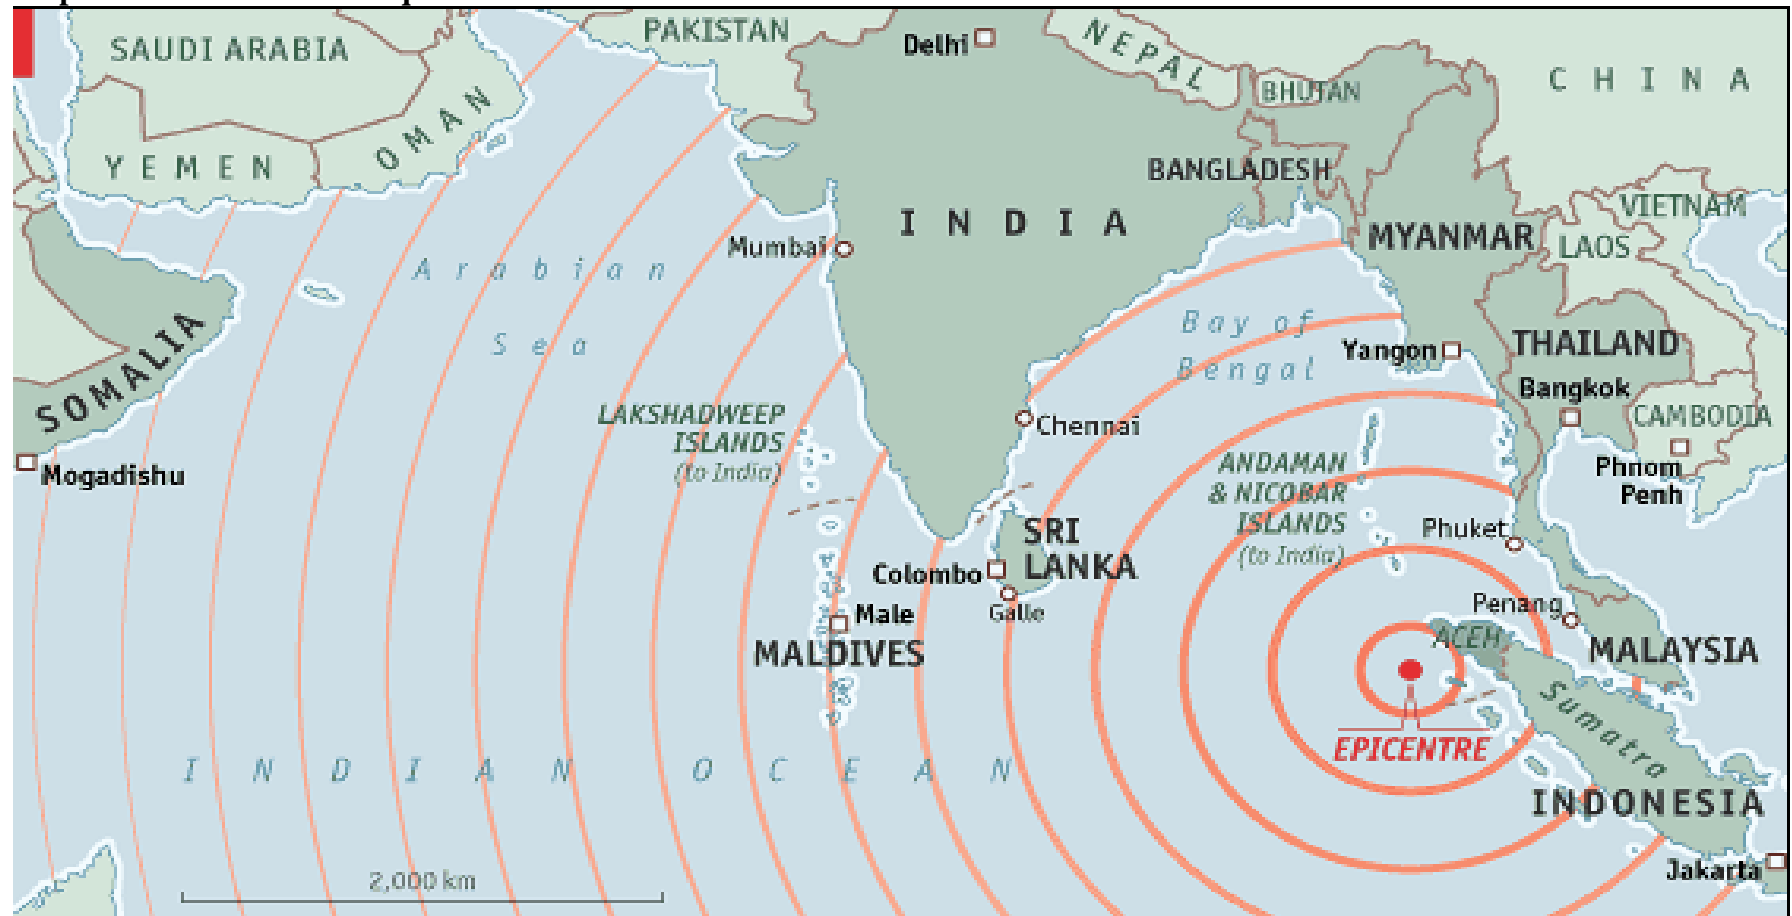 SAUDI ARABIA
PAKISTAN
Delhi
NEPAL
BHUTAN
CHINA
YEMEN
OMAN
BANGLADESH
INDIA
MYANMAR
VIETNAM
LAOS
Mumbai
Arabian
Sea
Bay of
Bengal
Yangon
THAILAND
Bangkok
CAMBODIA
Phnom
Penh
SOMALIA
Mogadishu
LAKSHADWEEP
ISLANDS
(to India)
Chennai
ANDAMAN
& NICOBAR
ISLANDS
(to India)
Phuket
SRI
LANKA
Colombo
Galle
Male
MALDIVES
Penang
ACEH
MALAYSIA
Sumatra
EPICENTRE
INDIAN OCEAN
INDONESIA
Jakarta
2,000 km